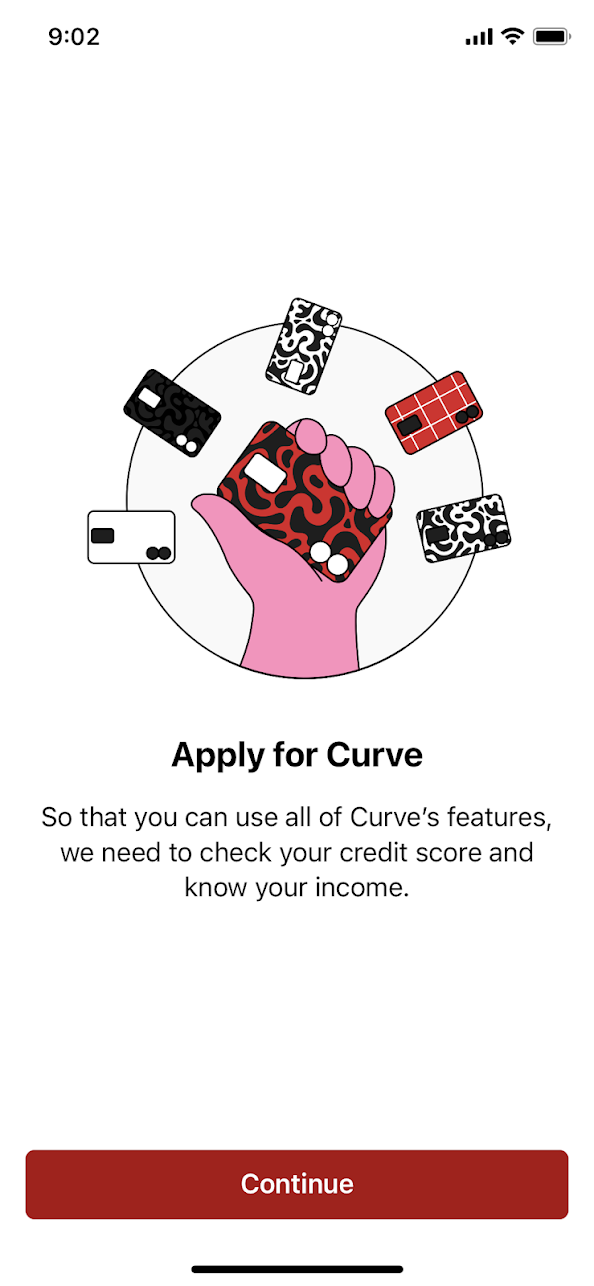 9:02
Apply for Curve
So that you can use all of Curve’s features,
we need to check your credit score and
know your income.
Continue